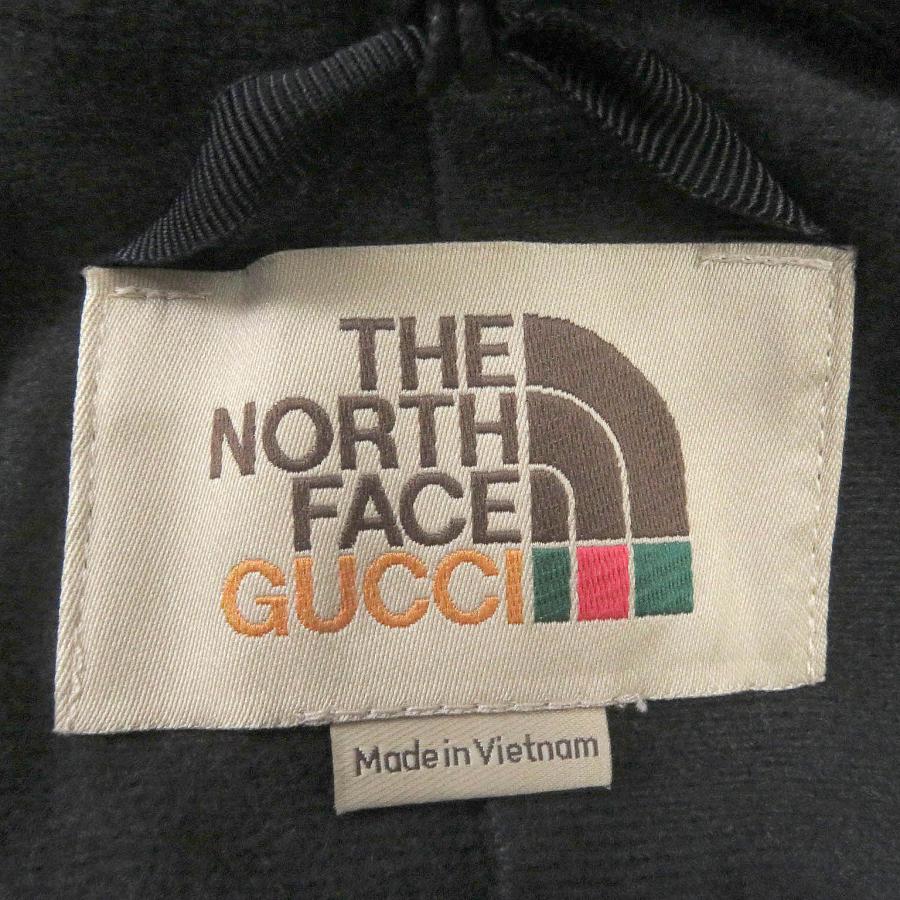 THE
NORTH
FACE
GUCCI
Made in Vietnam